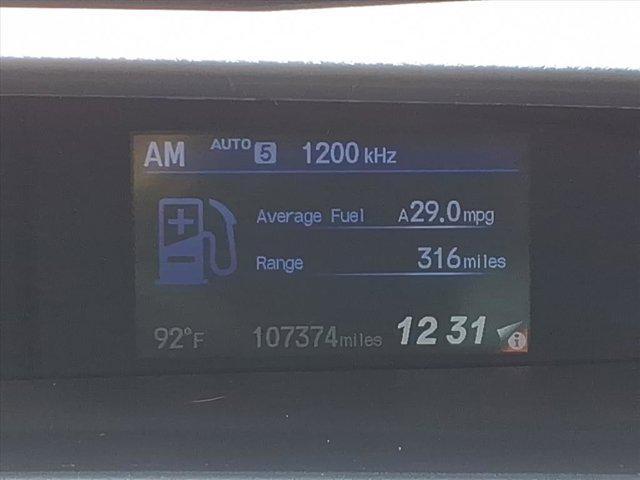 AM AUTO 5 1200 kHz
Average Fuel A29.0mpg
Range 316miles
92°F 107374miles 12 31 i